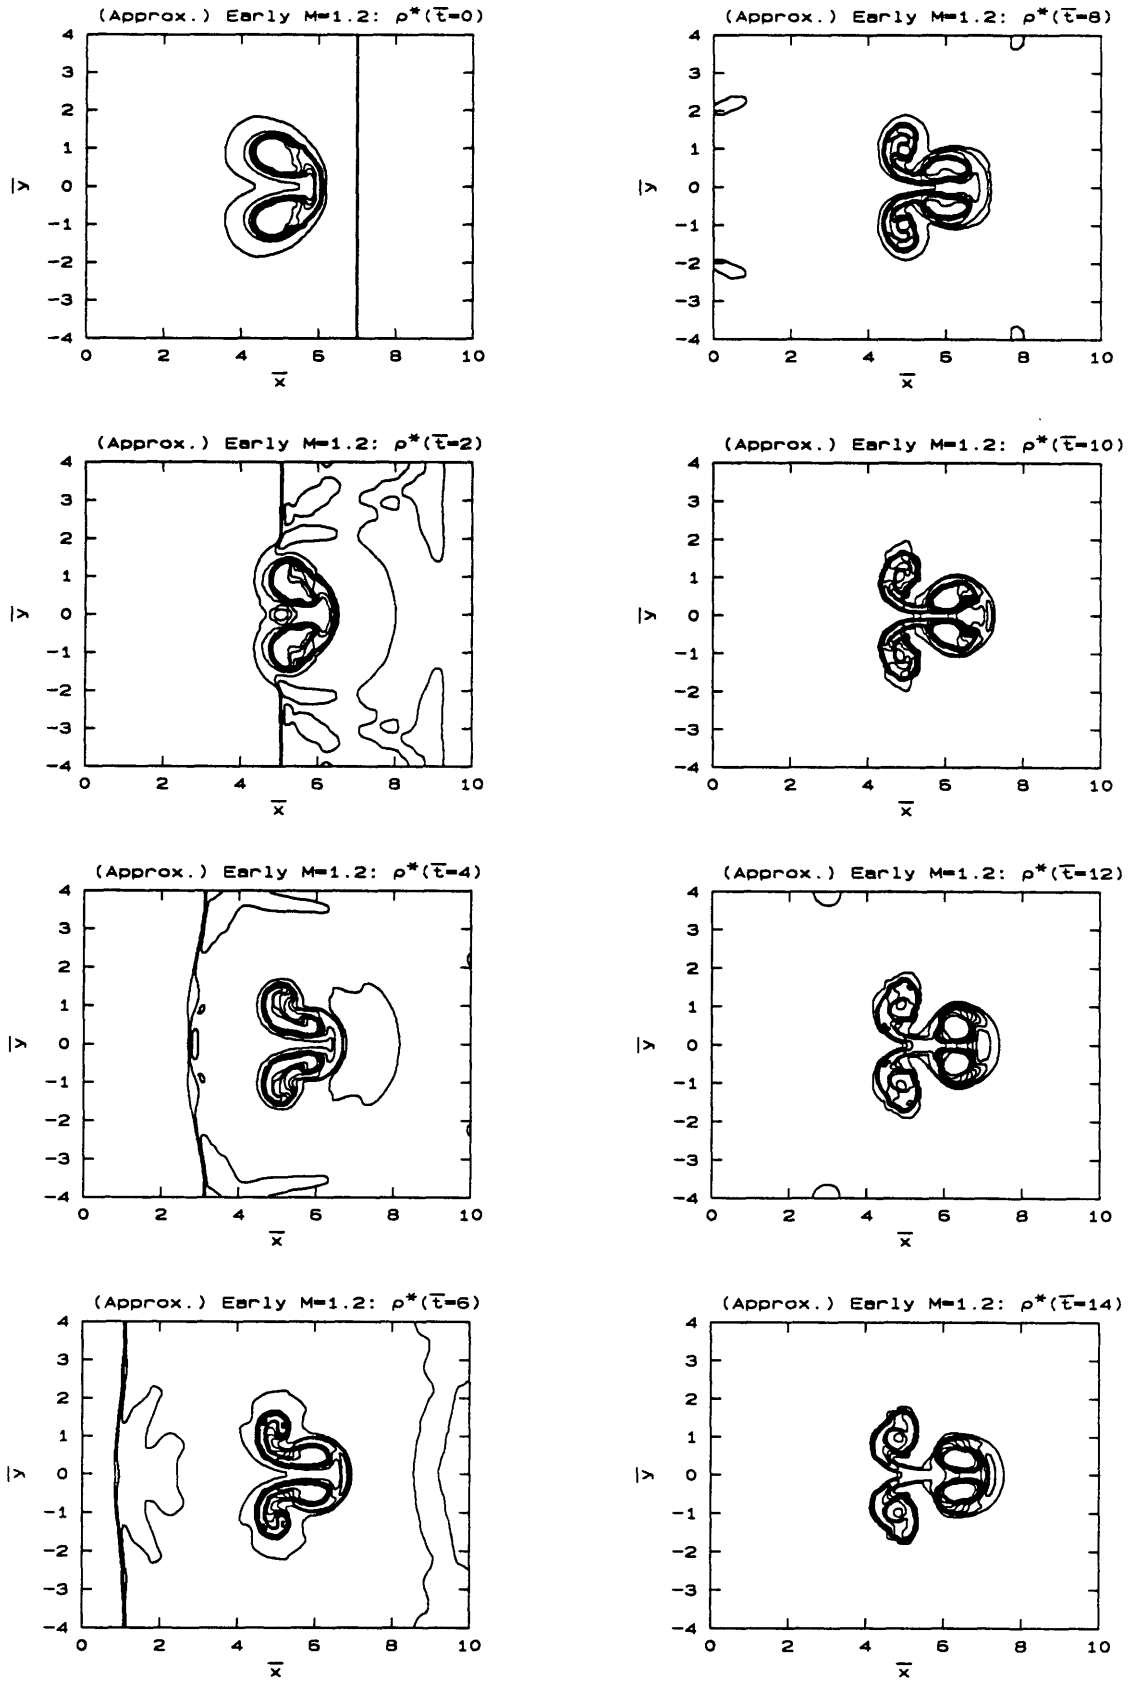 (Approx.) Early M=1.2: ρ*(t̅=0)
4
3
2
1
0
-1
-2
-3
-4
y̅
0 2 4 6 8 10
x̅
(Approx.) Early M=1.2: ρ*(t̅=2)
4
3
2
1
0
-1
-2
-3
-4
y̅
0 2 4 6 8 10
x̅
(Approx.) Early M=1.2: ρ*(t̅=4)
4
3
2
1
0
-1
-2
-3
-4
y̅
0 2 4 6 8 10
x̅
(Approx.) Early M=1.2: ρ*(t̅=6)
4
3
2
1
0
-1
-2
-3
-4
y̅
0 2 4 6 8 10
x̅
(Approx.) Early M=1.2: ρ*(t̅=8)
4
3
2
1
0
-1
-2
-3
-4
y̅
0 2 4 6 8 10
x̅
(Approx.) Early M=1.2: ρ*(t̅=10)
4
3
2
1
0
-1
-2
-3
-4
y̅
0 2 4 6 8 10
x̅
(Approx.) Early M=1.2: ρ*(t̅=12)
4
3
2
1
0
-1
-2
-3
-4
y̅
0 2 4 6 8 10
x̅
(Approx.) Early M=1.2: ρ*(t̅=14)
4
3
2
1
0
-1
-2
-3
-4
y̅
0 2 4 6 8 10
x̅